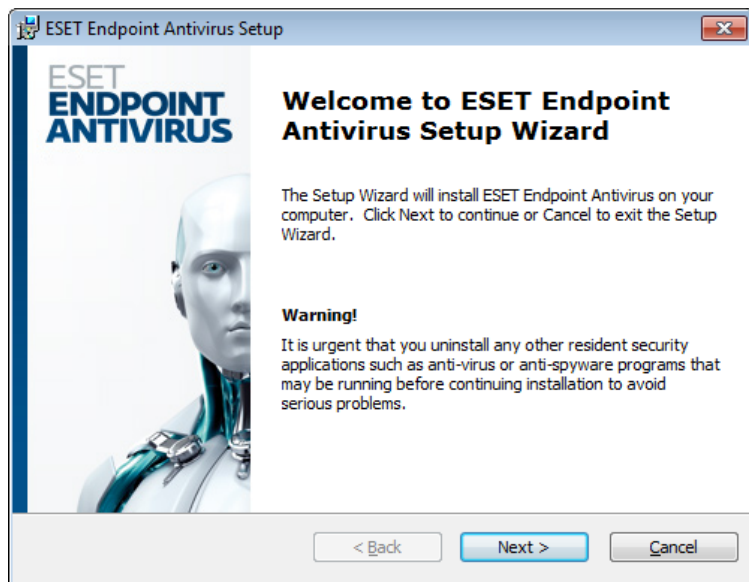 ESET Endpoint Antivirus Setup
ESET
ENDPOINT
ANTIVIRUS
Welcome to ESET Endpoint
Antivirus Setup Wizard
The Setup Wizard will install ESET Endpoint Antivirus on your
computer.  Click Next to continue or Cancel to exit the Setup
Wizard.
Warning!
It is urgent that you uninstall any other resident security
applications such as anti-virus or anti-spyware programs that
may be running before continuing installation to avoid
serious problems.
< Back
Next >
Cancel